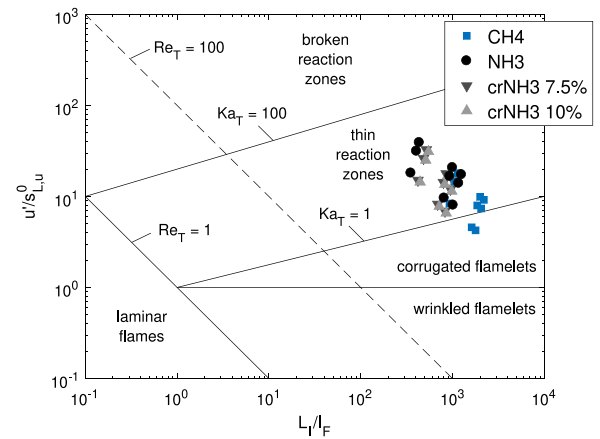 10^3
10^2
10^1
10^0
10^-1
u'/s^0_L,u
Re_T = 100
broken
reaction
zones
Ka_T = 100
CH4
NH3
crNH3 7.5%
crNH3 10%
thin
reaction
zones
Re_T = 1
Ka_T = 1
corrugated flamelets
wrinkled flamelets
laminar
flames
10^-1
10^0
10^1
10^2
10^3
10^4
L_I/l_F